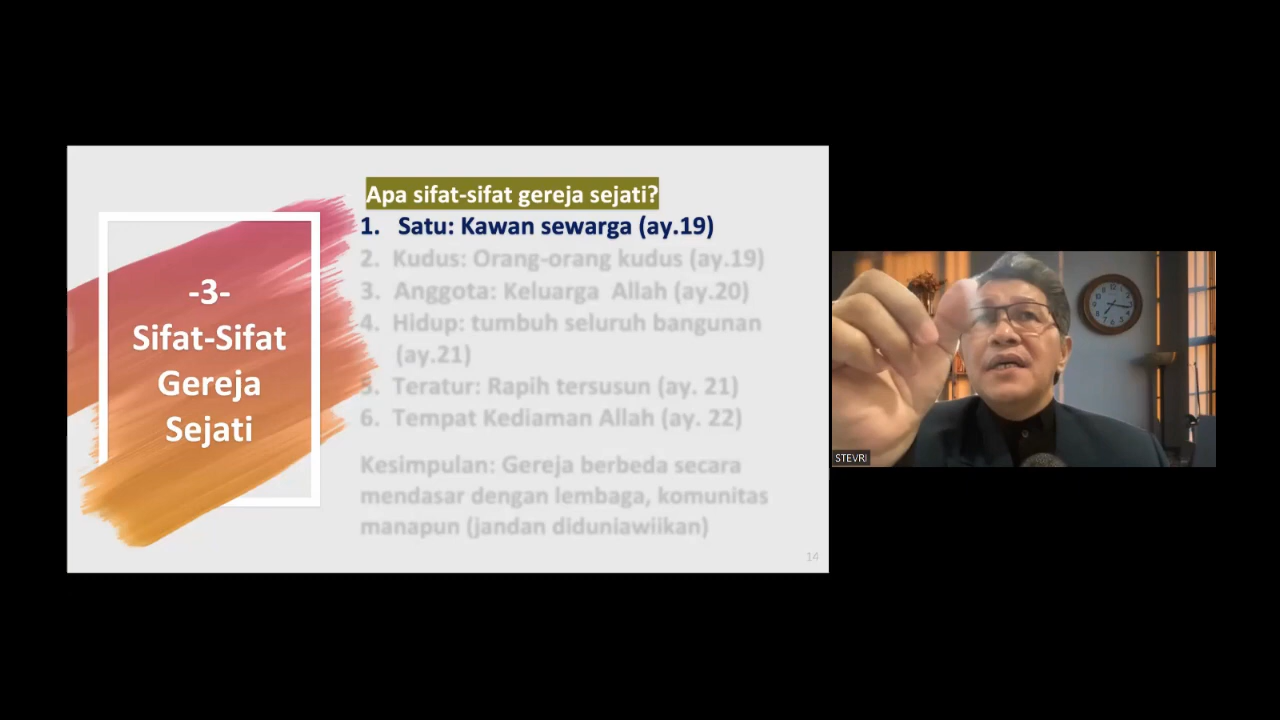 -3-
Sifat-Sifat
Gereja
Sejati
Apa sifat-sifat gereja sejati?
1. Satu: Kawan sewarga (ay.19)
2. Kudus: Orang-orang kudus (ay.19)
3. Anggota: Keluarga Allah (ay.20)
4. Hidup: tumbuh seluruh bangunan
(ay.21)
5. Teratur: Rapih tersusun (ay. 21)
6. Tempat Kediaman Allah (ay. 22)
Kesimpulan: Gereja berbeda secara
mendasar dengan lembaga, komunitas
manapun (jandan diduniawiikan)
14
STEVRI